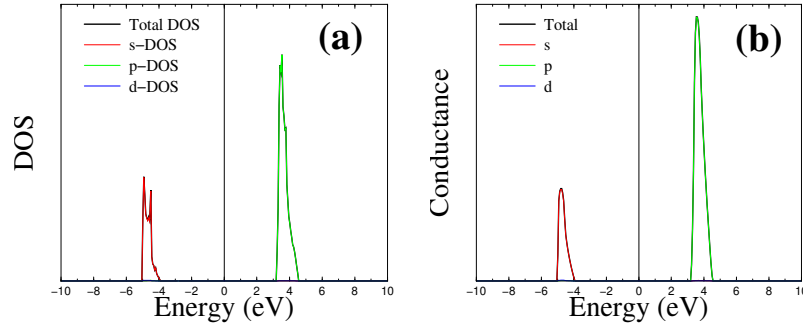 Total DOS
s−DOS
p−DOS
d−DOS
(a)
DOS
−10 −8 −6 −4 −2 0 2 4 6 8 10
Energy (eV)
Total
s
p
d
(b)
Conductance
−10 −8 −6 −4 −2 0 2 4 6 8 10
Energy (eV)